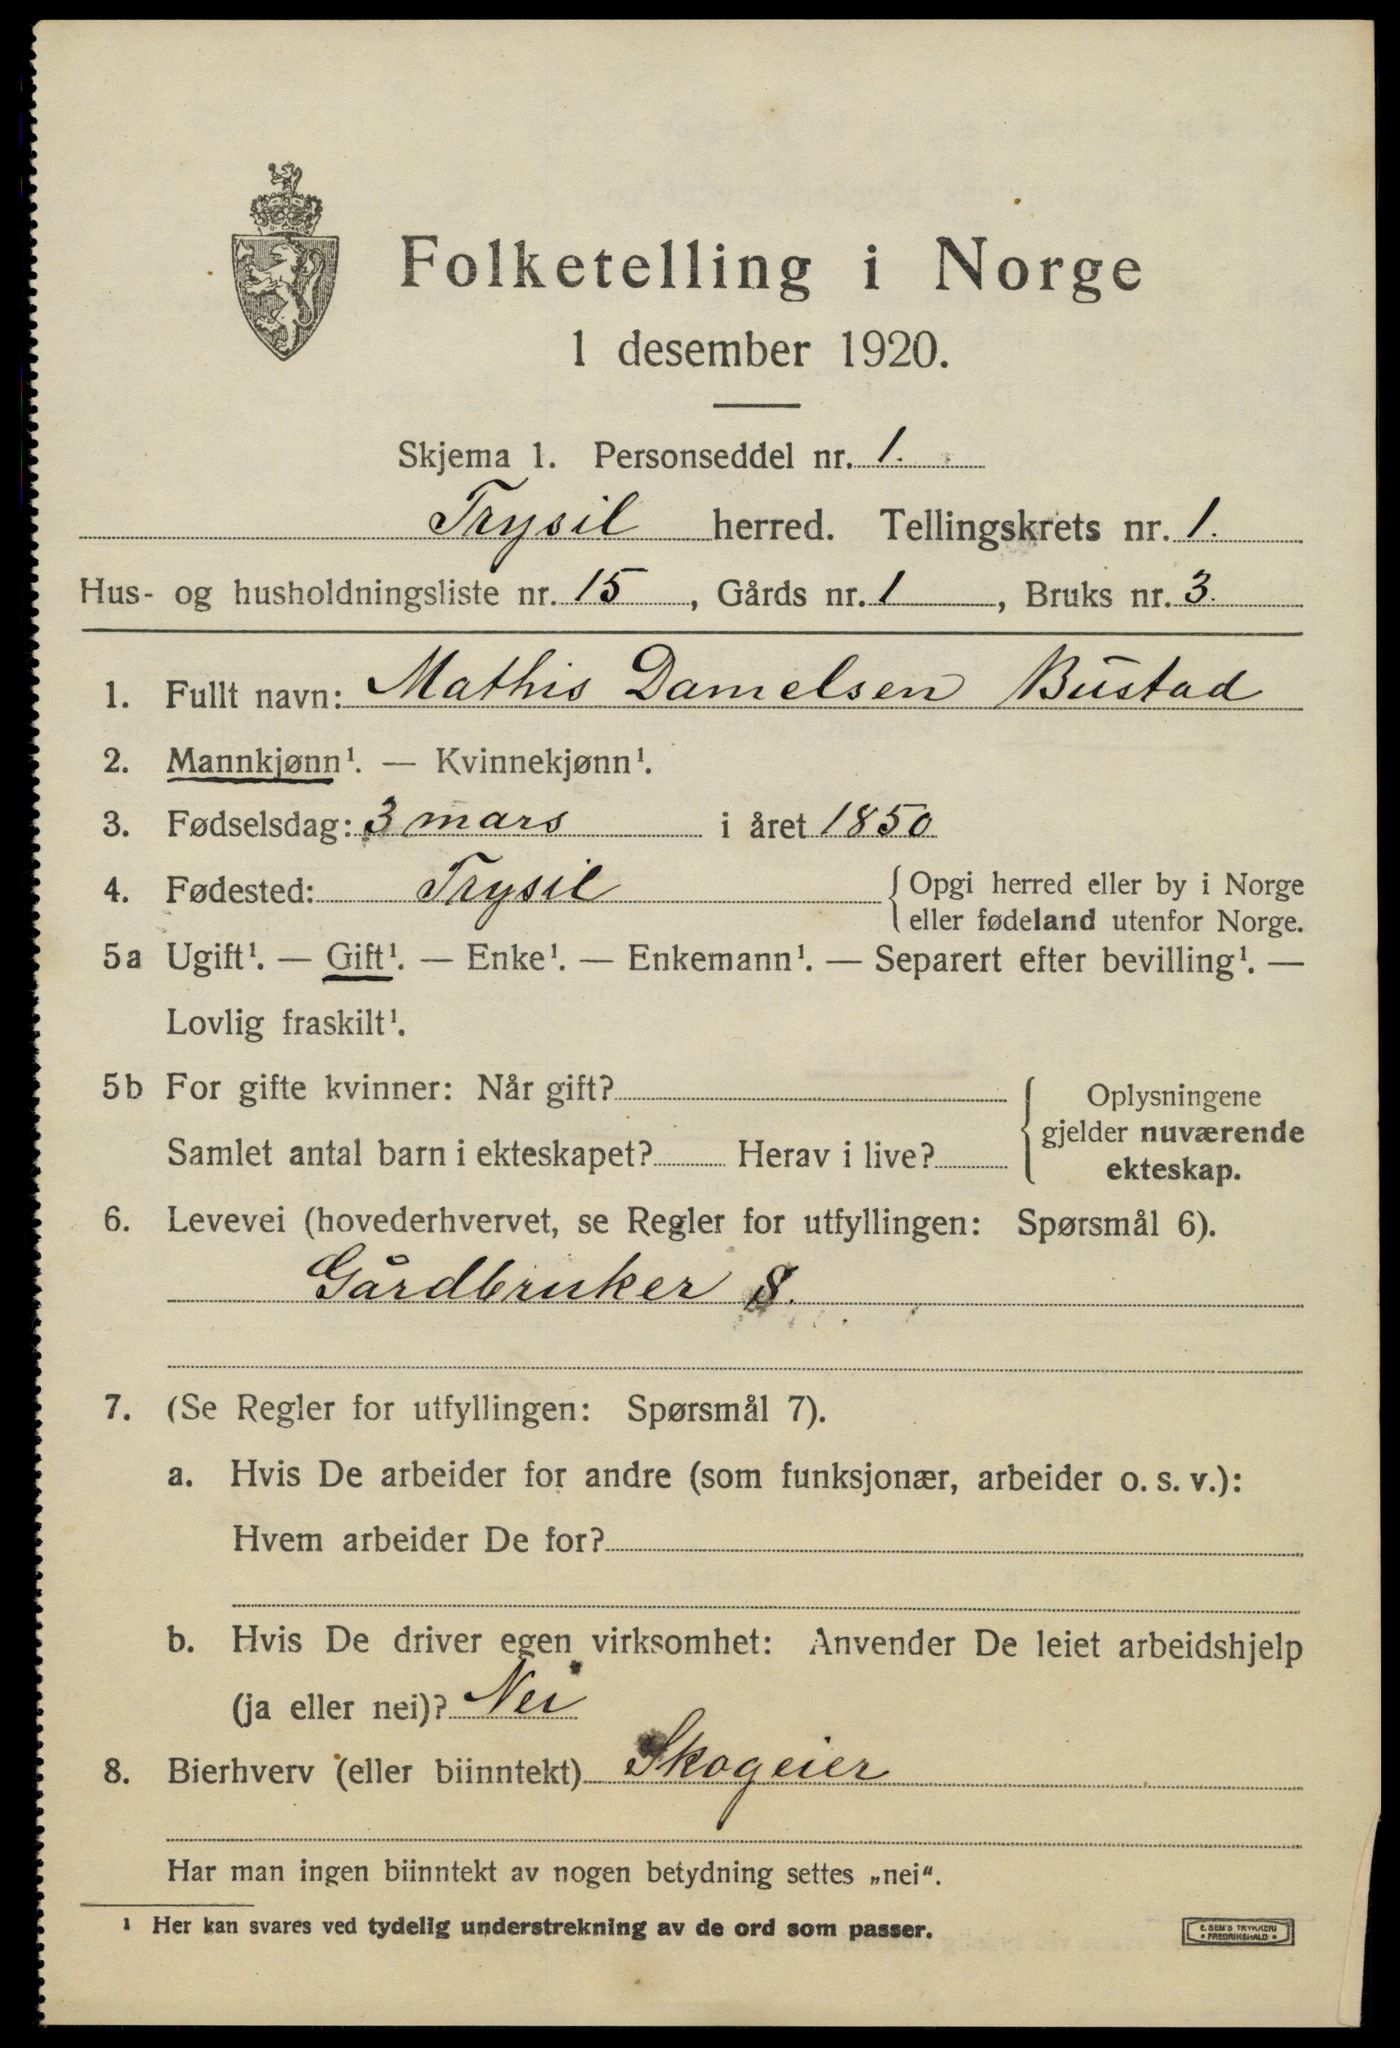 Folketelling i Norge
1 desember 1920.
Skjema 1. Personseddel nr. 1.
Trysil herred. Tellingskrets nr. 1.
Hus- og husholdningsliste nr. 15, Gårds nr. 1, Bruks nr. 3.
1. Fullt navn: Mathis Danielsen Bustad
2. Mannkjønn¹. — Kvinnekjønn¹.
3. Fødselsdag: 3 mars i året 1850
4. Fødested: Trysil { Opgi herred eller by i Norge
eller fødeland utenfor Norge.
5a Ugift¹. — Gift¹. — Enke¹. — Enkemann¹. — Separert efter bevilling¹. —
Lovlig fraskilt¹.
5b For gifte kvinner: Når gift?
Samlet antal barn i ekteskapet? Herav i live?
{ Oplysningene
gjelder nuværende
ekteskap.
6. Levevei (hovederhvervet, se Regler for utfyllingen: Spørsmål 6).
Gårdbruker S.
7. (Se Regler for utfyllingen: Spørsmål 7).
a. Hvis De arbeider for andre (som funksjonær, arbeider o. s. v.):
Hvem arbeider De for?
b. Hvis De driver egen virksomhet: Anvender De leiet arbeidshjelp
(ja eller nei)? Nei
8. Bierhverv (eller biinntekt) Skogeier
Har man ingen biinntekt av nogen betydning settes „nei“.
¹ Her kan svares ved tydelig understrekning av de ord som passer.
E. SEM'S TRYKKERI
• FREDRIKSHALD •